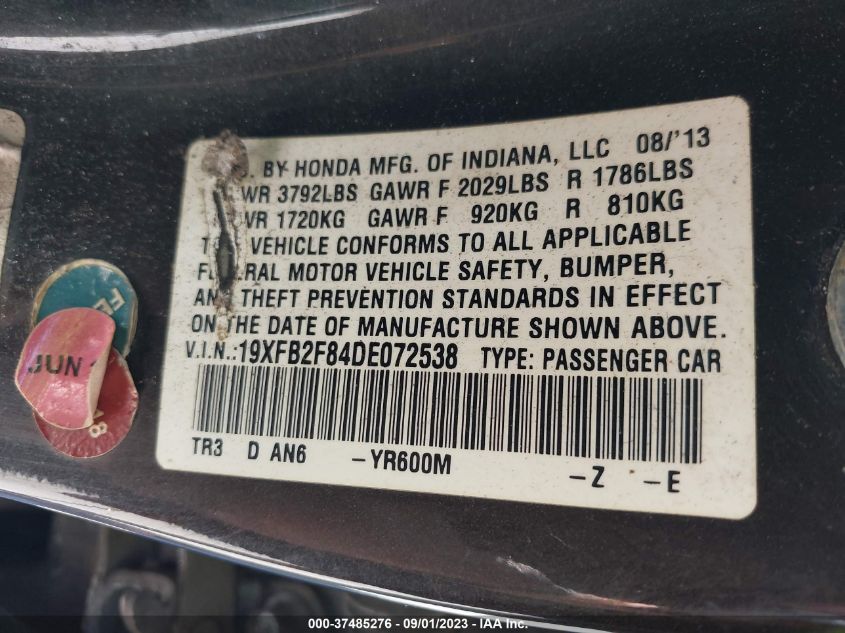 BY HONDA MFG. OF INDIANA, LLC 08/'13
WR 3792LBS GAWR F 2029LBS R 1786LBS
WR 1720KG GAWR F 920KG R 810KG
VEHICLE CONFORMS TO ALL APPLICABLE
MOTOR VEHICLE SAFETY, BUMPER,
THEFT PREVENTION STANDARDS IN EFFECT
ON THE DATE OF MANUFACTURE SHOWN ABOVE.
V.I.N.:19XFB2F84DE072538 TYPE: PASSENGER CAR
TR3 D AN6 -YR600M -Z -E
JUN
18
000-37485276 - 09/01/2023 - IAA Inc.